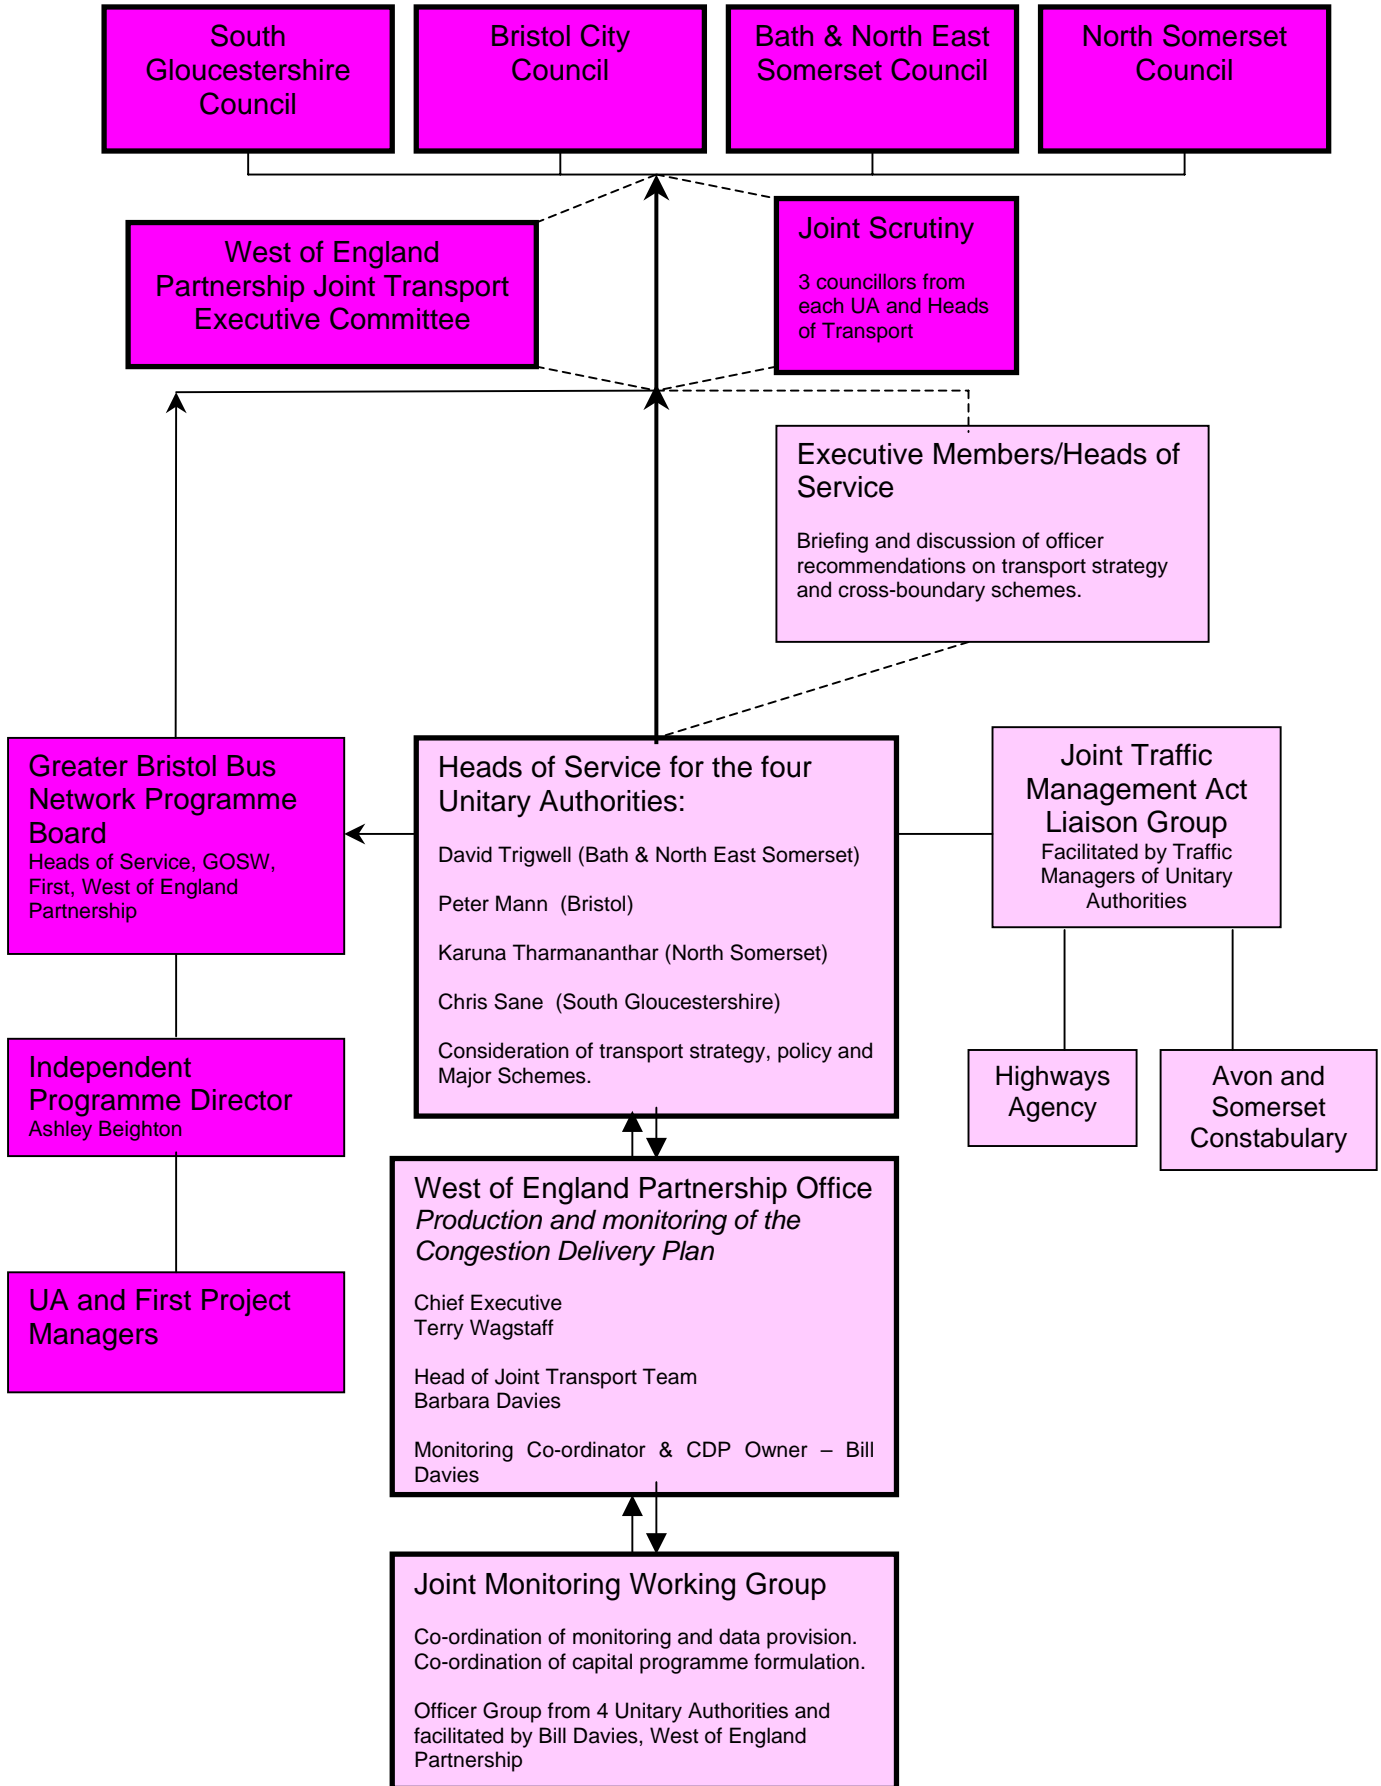 South
Gloucestershire
Council
Bristol City
Council
Bath & North East
Somerset Council
North Somerset
Council
West of England
Partnership Joint Transport
Executive Committee
Joint Scrutiny
3 councillors from
each UA and Heads
of Transport
Executive Members/Heads of
Service
Briefing and discussion of officer
recommendations on transport strategy
and cross-boundary schemes.
Greater Bristol Bus
Network Programme
Board
Heads of Service, GOSW,
First, West of England
Partnership
Heads of Service for the four
Unitary Authorities:
David Trigwell (Bath & North East Somerset)
Peter Mann  (Bristol)
Karuna Tharmananthar (North Somerset)
Chris Sane  (South Gloucestershire)
Consideration of transport strategy, policy and
Major Schemes.
Joint Traffic
Management Act
Liaison Group
Facilitated by Traffic
Managers of Unitary
Authorities
Independent
Programme Director
Ashley Beighton
Highways
Agency
Avon and
Somerset
Constabulary
West of England Partnership Office
Production and monitoring of the
Congestion Delivery Plan
Chief Executive
Terry Wagstaff
Head of Joint Transport Team
Barbara Davies
Monitoring Co-ordinator & CDP Owner – Bill
Davies
UA and First Project
Managers
Joint Monitoring Working Group
Co-ordination of monitoring and data provision.
Co-ordination of capital programme formulation.
Officer Group from 4 Unitary Authorities and
facilitated by Bill Davies, West of England
Partnership